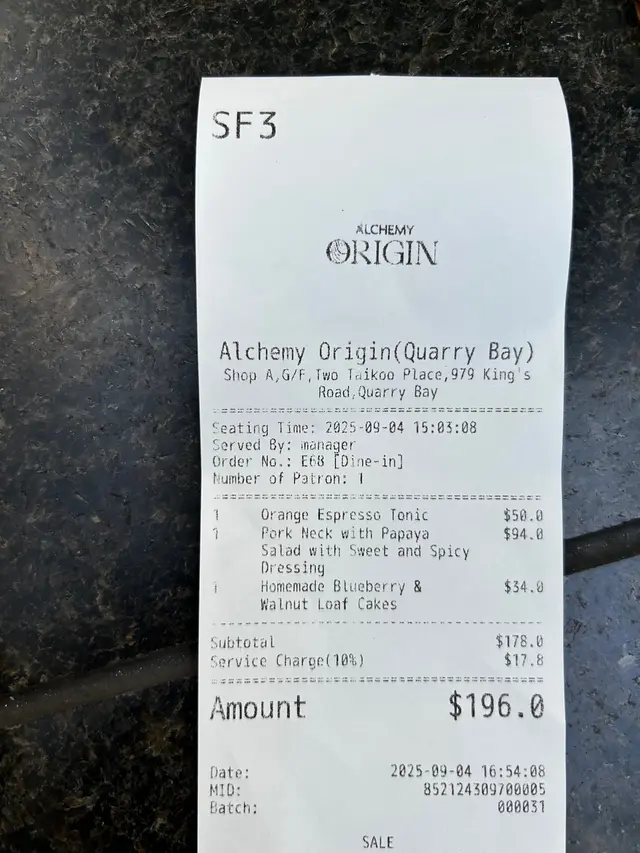 SF3
ALCHEMY
ORIGIN
Alchemy Origin(Quarry Bay)
Shop A,G/F,Two Taikoo Place,979 King's
Road,Quarry Bay
Seating Time: 2025-09-04 15:03:08
Served By: manager
Order No.: E68 [Dine-in]
Number of Patron: 1
1 Orange Espresso Tonic $50.0
1 Pork Neck with Papaya $94.0
Salad with Sweet and Spicy
Dressing
1 Homemade Blueberry & $34.0
Walnut Loaf Cakes
Subtotal $178.0
Service Charge(10%) $17.8
Amount $196.0
Date: 2025-09-04 16:54:08
MID: 852124309700005
Batch: 000031
SALE